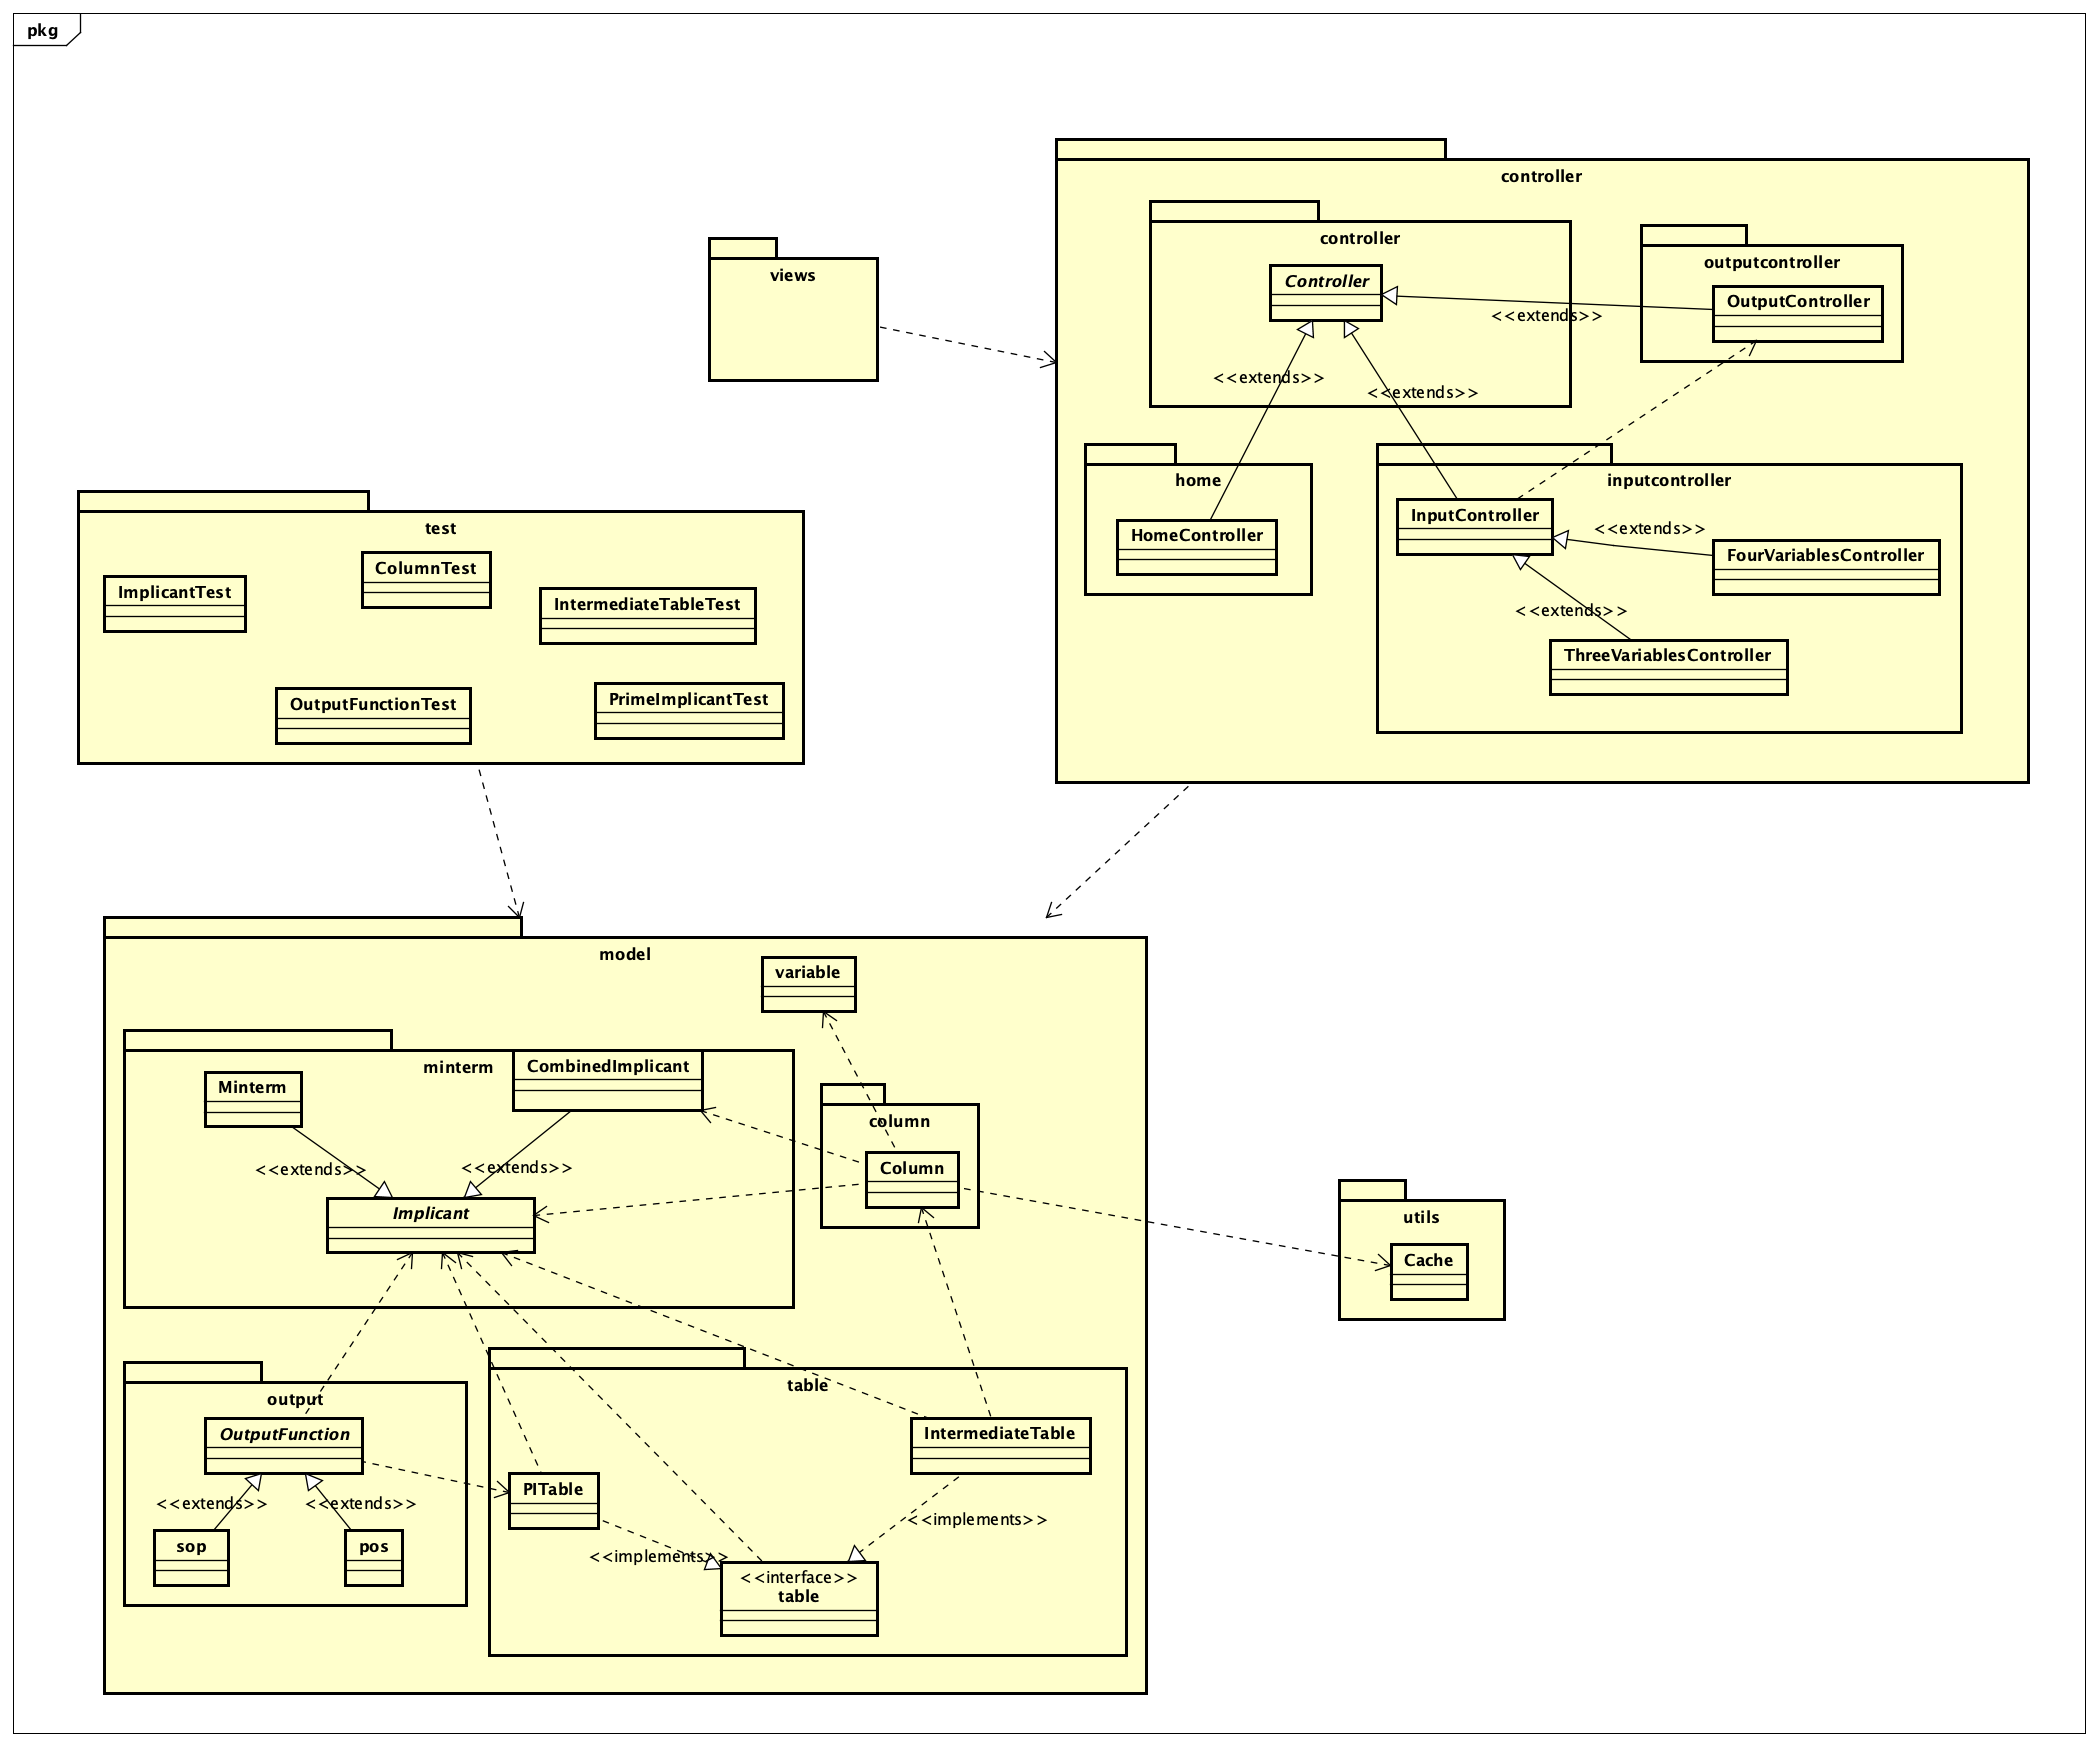 pkg
controller
controller
Controller
outputcontroller
OutputController
<<extends>>
<<extends>>
<<extends>>
views
home
HomeController
inputcontroller
InputController
<<extends>>
FourVariablesController
<<extends>>
ThreeVariablesController
test
ImplicantTest
ColumnTest
IntermediateTableTest
OutputFunctionTest
PrimeImplicantTest
model
variable
minterm
Minterm
CombinedImplicant
<<extends>>
<<extends>>
Implicant
column
Column
utils
Cache
output
OutputFunction
<<extends>>
<<extends>>
sop
pos
table
IntermediateTable
PITable
<<implements>>
<<implements>>
<<interface>>
table